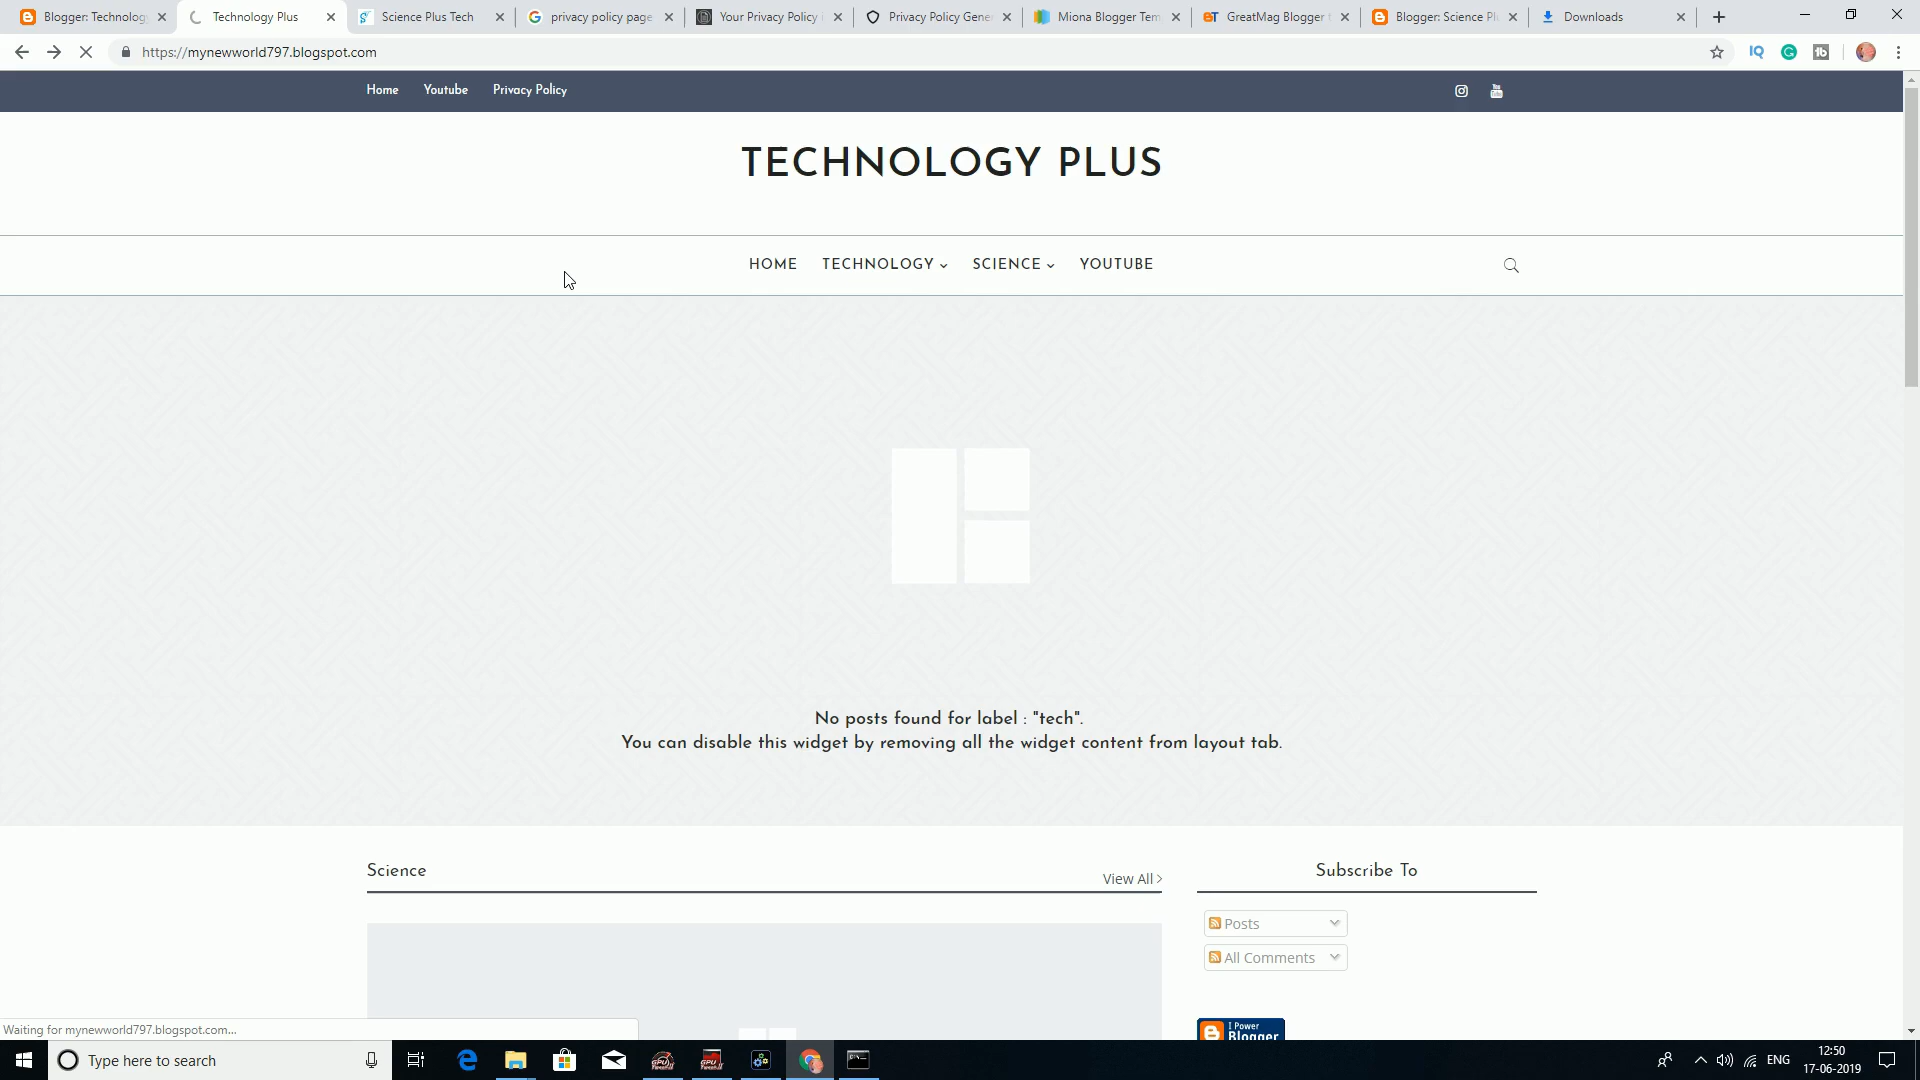 Blogger: Technolog
Technology Plus
Science Plus Tech
privacy policy page
Your Privacy Policy
Privacy Policy Gene
Miona Blogger Tem
GreatMag Blogger
Blogger: Science Pl
Downloads
https://mynewworld797.blogspot.com
Home Youtube Privacy Policy
TECHNOLOGY PLUS
HOME TECHNOLOGY SCIENCE YOUTUBE
No posts found for label : "tech".
You can disable this widget by removing all the widget content from layout tab.
Science
View All
Subscribe To
Posts
All Comments
I Power
Blogger
Waiting for mynewworld797.blogspot.com...
Type here to search
ENG
12:50
17-06-2019